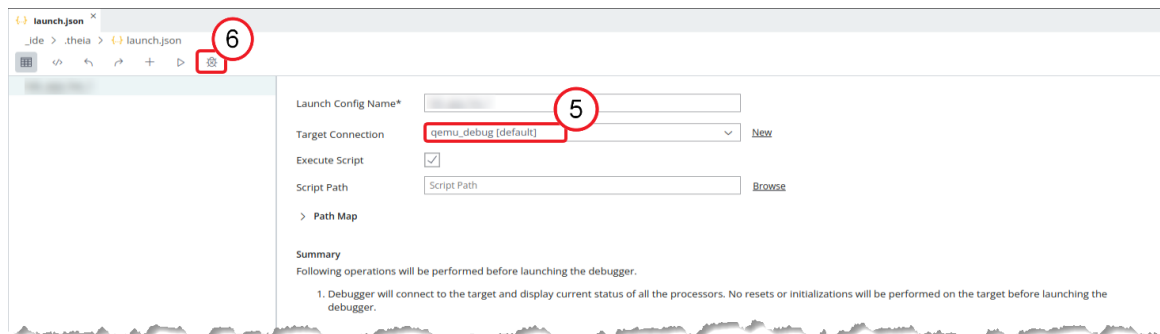 launch.json ×
_ide > .theia > launch.json
6
Launch Config Name*
5
Target Connection qemu_debug [default] New
Execute Script
Script Path Script Path Browse
> Path Map
Summary
Following operations will be performed before launching the debugger.
1. Debugger will connect to the target and display current status of all the processors. No resets or initializations will be performed on the target before launching the
debugger.